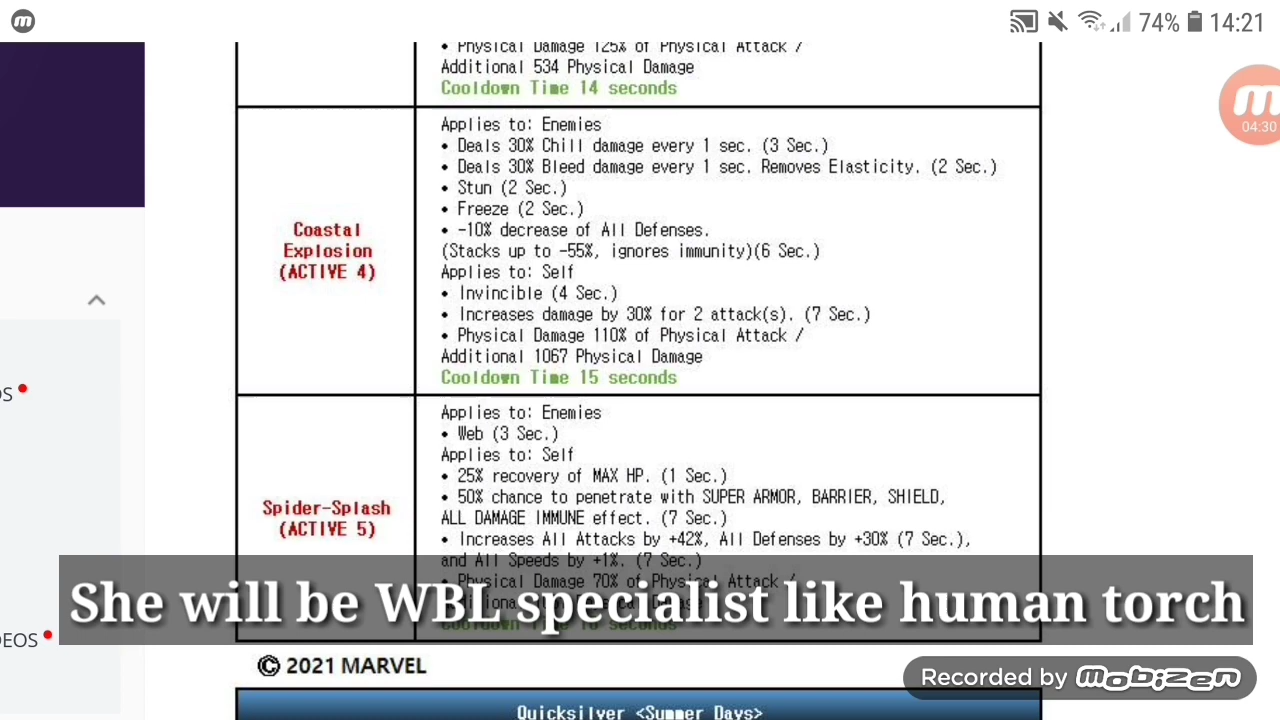 74% 14:21
• Physical Damage 125% of Physical Attack /
Additional 534 Physical Damage
Cooldown Time 14 seconds
04:30
Coastal
Explosion
(ACTIVE 4)
Applies to: Enemies
• Deals 30% Chill damage every 1 sec. (3 Sec.)
• Deals 30% Bleed damage every 1 sec. Removes Elasticity. (2 Sec.)
• Stun (2 Sec.)
• Freeze (2 Sec.)
• -10% decrease of All Defenses.
(Stacks up to -55%, ignores immunity)(6 Sec.)
Applies to: Self
• Invincible (4 Sec.)
• Increases damage by 30% for 2 attack(s). (7 Sec.)
• Physical Damage 110% of Physical Attack /
Additional 1067 Physical Damage
Cooldown Time 15 seconds
OS
Spider-Splash
(ACTIVE 5)
Applies to: Enemies
• Web (3 Sec.)
Applies to: Self
• 25% recovery of MAX HP. (1 Sec.)
• 50% chance to penetrate with SUPER ARMOR, BARRIER, SHIELD,
ALL DAMAGE IMMUNE effect. (7 Sec.)
• Increases All Attacks by +42%, All Defenses by +30% (7 Sec.),
and All Speeds by +1%. (7 Sec.)
• Physical Damage 70% of Physical Attack /
She will be WBL specialist like human torch
DEOS
© 2021 MARVEL
Recorded by MOBIZEN
Quicksilver <Summer Days>